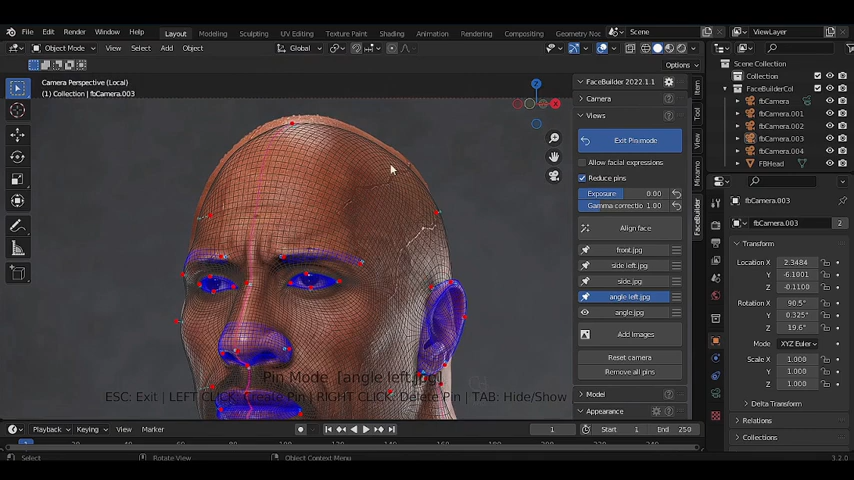 File Edit Render Window Help Layout Modeling Sculpting UV Editing Texture Paint Shading Animation Rendering Compositing Geometry No Scene ViewLayer
Object Mode View Select Add Object Global
Options
Camera Perspective (Local)
(1) Collection | fbCamera.003
Z
X
FaceBuilder 2022.1.1
Camera
Views
Exit Pinmode
Allow facial expressions
Reduce pins
Exposure 0.00
Gamma correctio 1.00
Align face
front.jpg
side left.jpg
side.jpg
angle left.jpg
angle.jpg
Add Images
Reset camera
Remove all pins
Model
Appearance
Item
Tool
View
Mixamo
FaceBuilder
Pin Mode [angle left.jpg]
ESC: Exit | LEFT CLICK: Create Pin | RIGHT CLICK: Delete Pin | TAB: Hide/Show
Scene Collection
Collection
FaceBuilderCol
fbCamera
fbCamera.001
fbCamera.002
fbCamera.003
fbCamera.004
FBHead
fbCamera.003
fbCamera.003 2
Transform
Location X 2.3484
Y -6.1001
Z -0.1100
Rotation X 90.5°
Y 0.325°
Z 19.6°
Mode XYZ Euler
Scale X 1.000
Y 1.000
Z 1.000
Delta Transform
Relations
Collections
Playback Keying View Marker 1 Start 1 End 250
Select Rotate View Object Context Menu 3.2.0